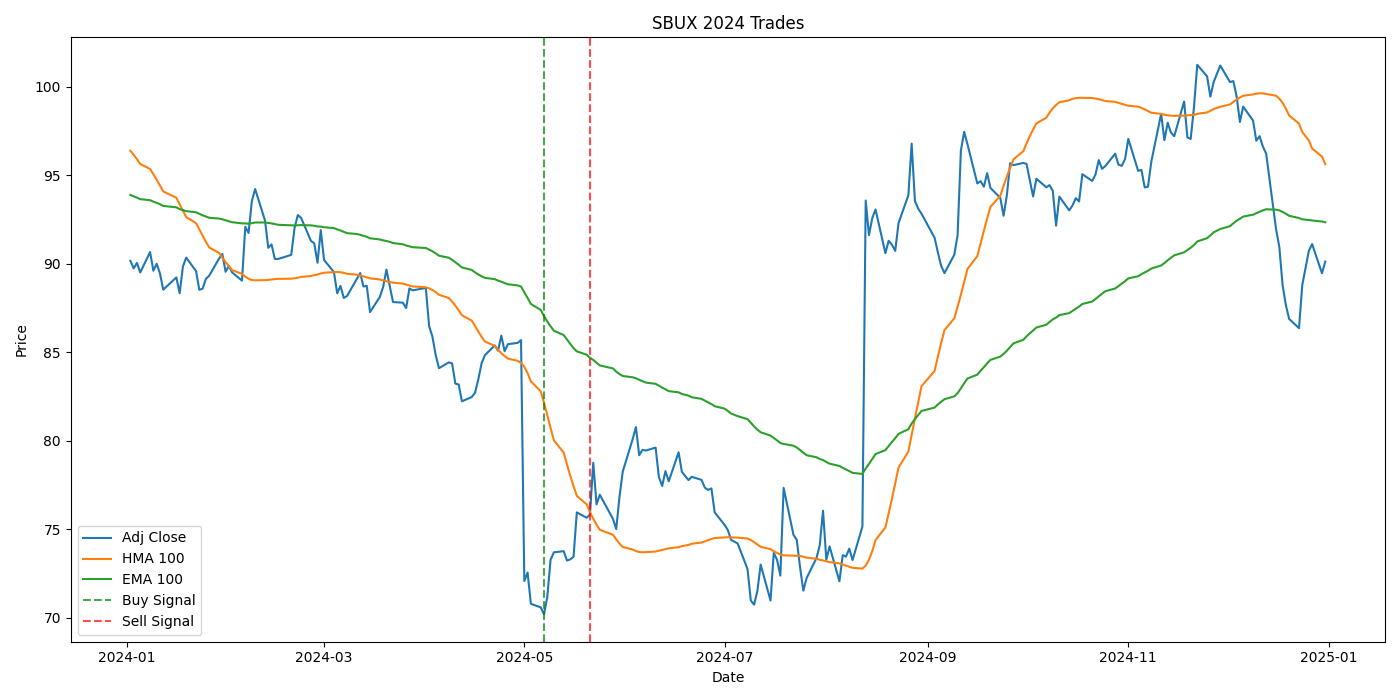 SBUX 2024 Trades
Price
100
95
90
85
80
75
70
Adj Close
HMA 100
EMA 100
Buy Signal
Sell Signal
2024-01
2024-03
2024-05
2024-07
2024-09
2024-11
2025-01
Date